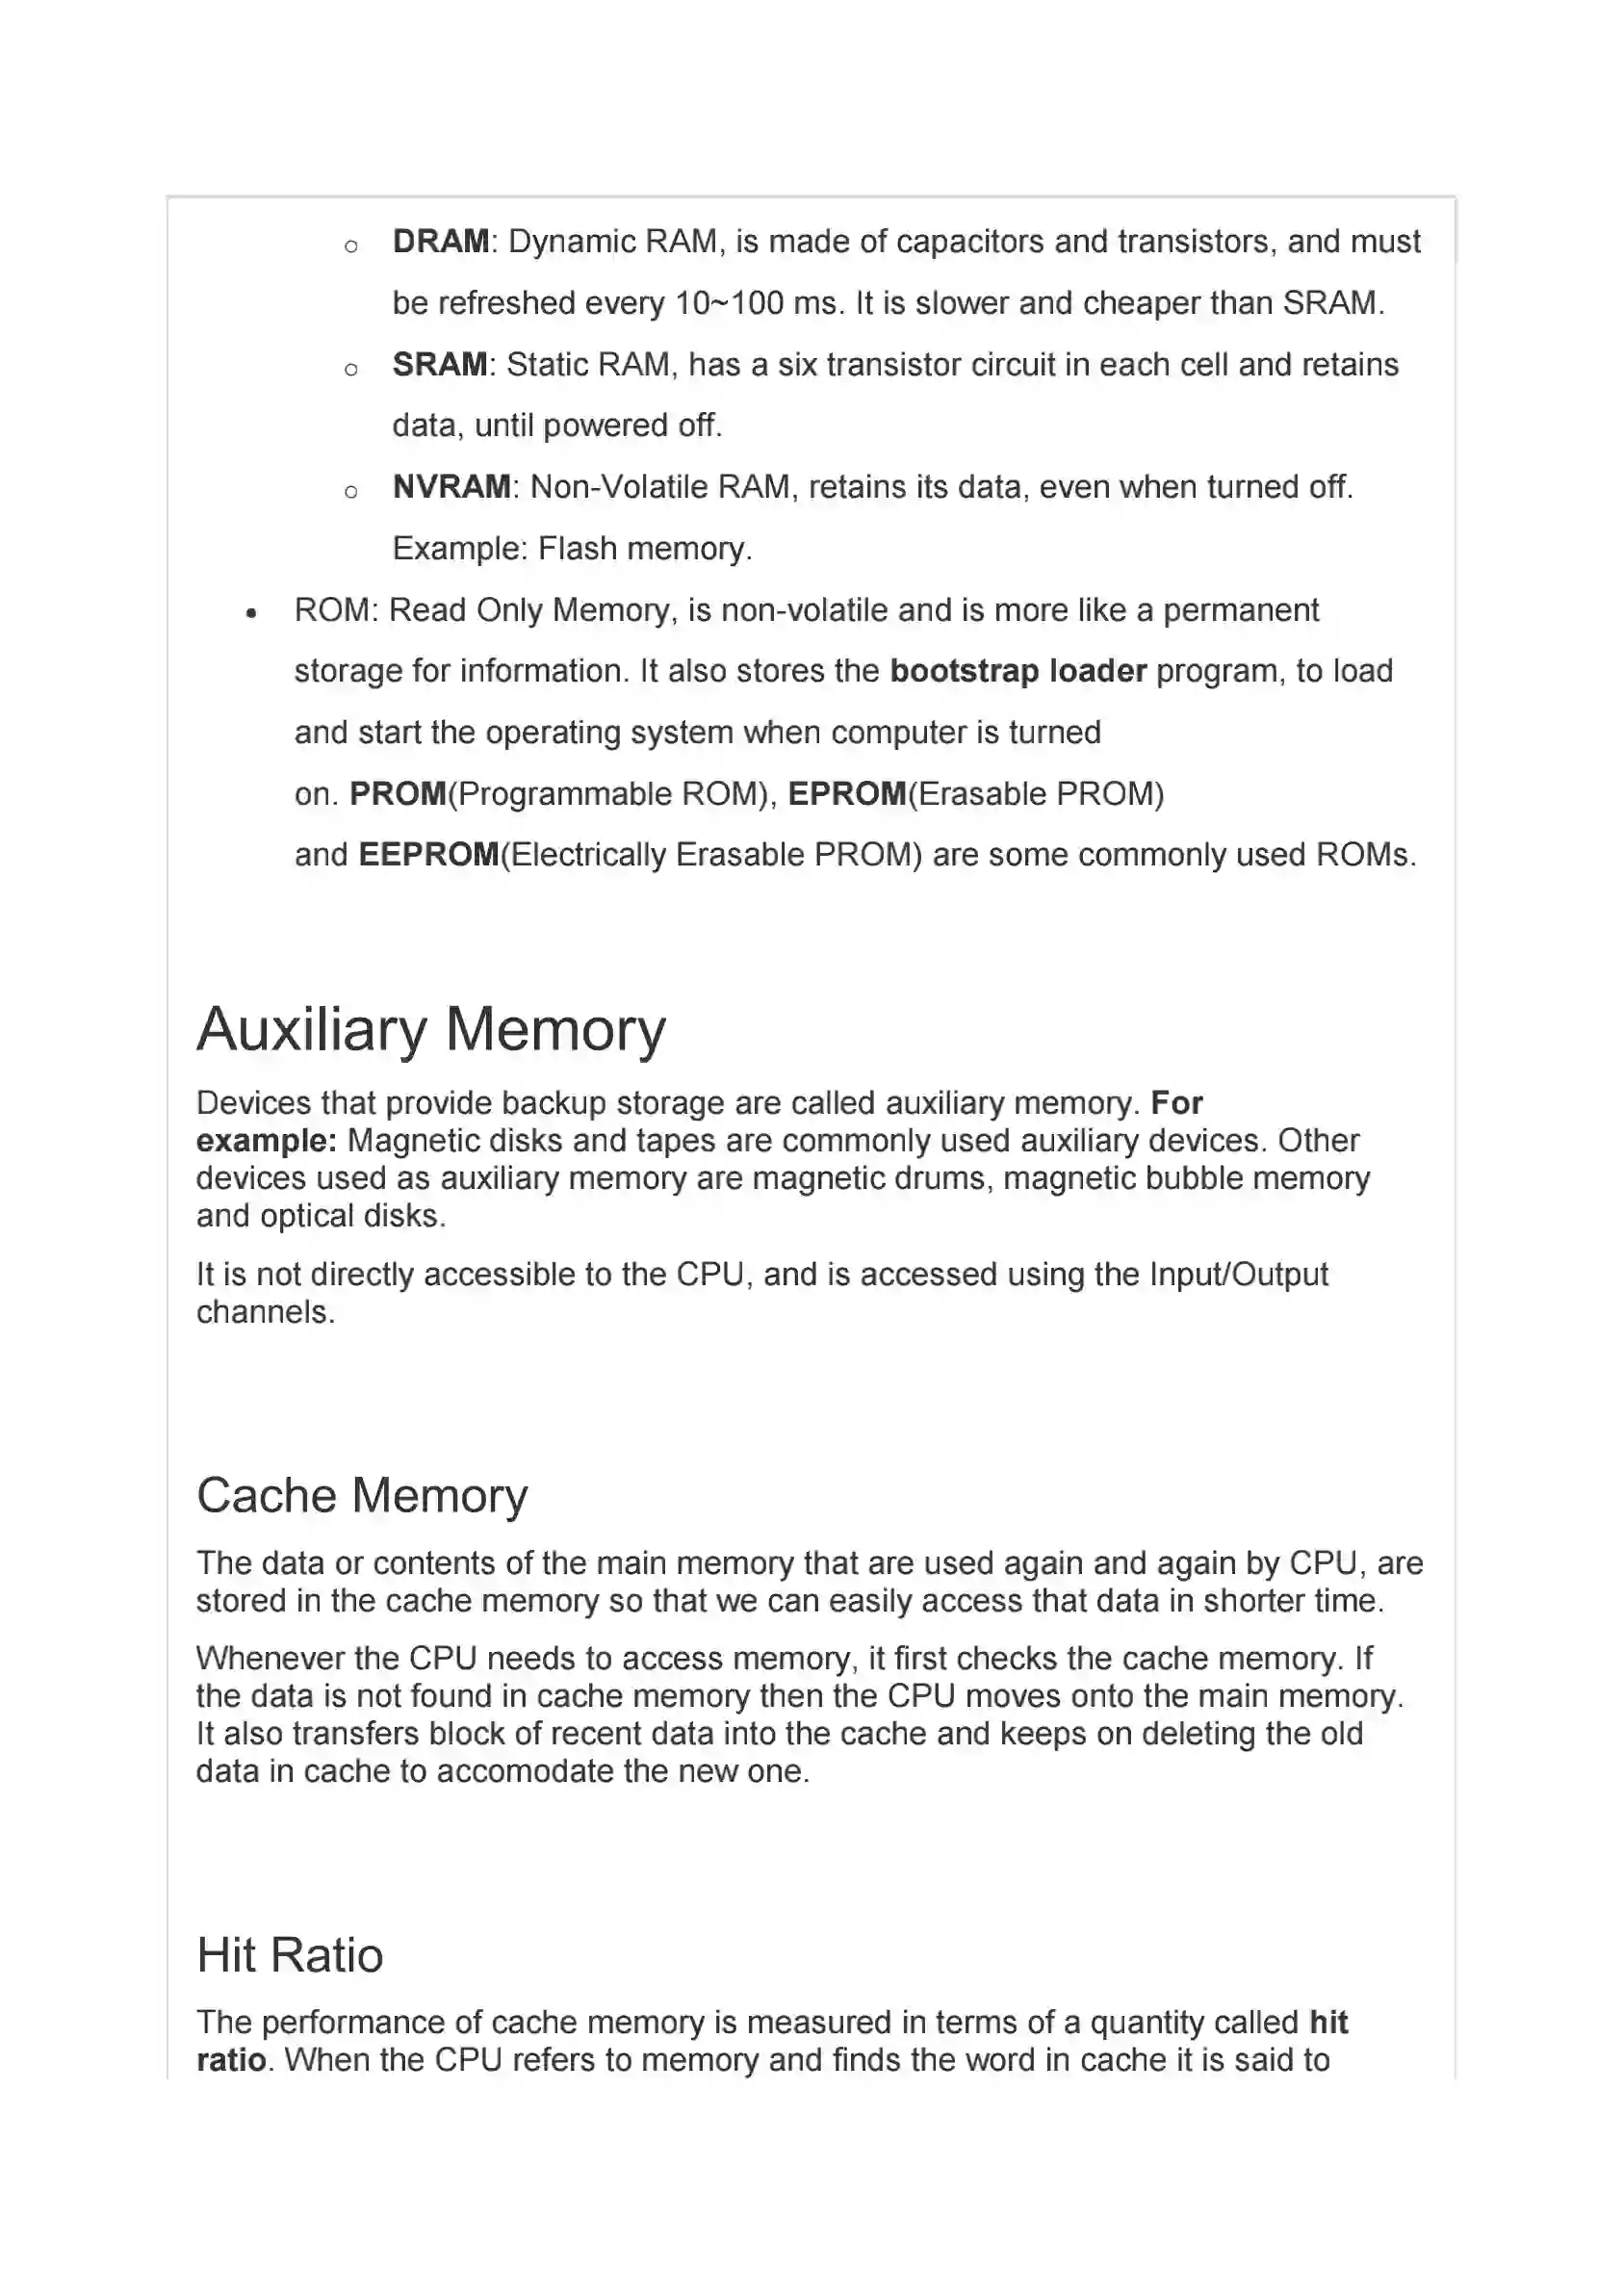 ○ DRAM: Dynamic RAM, is made of capacitors and transistors, and must
be refreshed every 10~100 ms. It is slower and cheaper than SRAM.
○ SRAM: Static RAM, has a six transistor circuit in each cell and retains
data, until powered off.
○ NVRAM: Non-Volatile RAM, retains its data, even when turned off.
Example: Flash memory.
• ROM: Read Only Memory, is non-volatile and is more like a permanent
storage for information. It also stores the bootstrap loader program, to load
and start the operating system when computer is turned
on. PROM(Programmable ROM), EPROM(Erasable PROM)
and EEPROM(Electrically Erasable PROM) are some commonly used ROMs.
Auxiliary Memory
Devices that provide backup storage are called auxiliary memory. For
example: Magnetic disks and tapes are commonly used auxiliary devices. Other
devices used as auxiliary memory are magnetic drums, magnetic bubble memory
and optical disks.
It is not directly accessible to the CPU, and is accessed using the Input/Output
channels.
Cache Memory
The data or contents of the main memory that are used again and again by CPU, are
stored in the cache memory so that we can easily access that data in shorter time.
Whenever the CPU needs to access memory, it first checks the cache memory. If
the data is not found in cache memory then the CPU moves onto the main memory.
It also transfers block of recent data into the cache and keeps on deleting the old
data in cache to accomodate the new one.
Hit Ratio
The performance of cache memory is measured in terms of a quantity called hit
ratio. When the CPU refers to memory and finds the word in cache it is said to